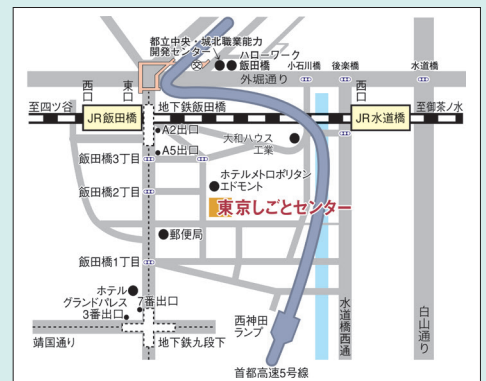 都立中央・城北職業能力
開発センター
ハローワーク
飯田橋
小石川橋
後楽橋
水道橋
外堀通り
西口
東口
西口
至四ツ谷
JR飯田橋
地下鉄飯田橋
JR水道橋
至御茶ノ水
A2出口
大和ハウス
工業
A5出口
飯田橋3丁目
ホテルメトロポリタン
エドモント
飯田橋2丁目
東京しごとセンター
郵便局
飯田橋1丁目
ホテル
グランドパレス
7番出口
3番出口
西神田
ランプ
水道橋西通
白山通り
靖国通り
地下鉄九段下
首都高速5号線